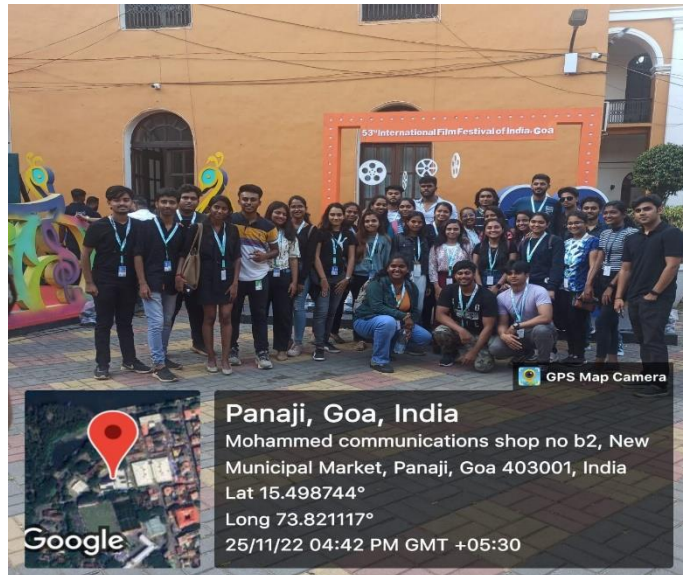 53rd International Film Festival of India, Goa
GPS Map Camera
Panaji, Goa, India
Mohammed communications shop no b2, New
Municipal Market, Panaji, Goa 403001, India
Lat 15.498744°
Long 73.821117°
25/11/22 04:42 PM GMT +05:30
Google